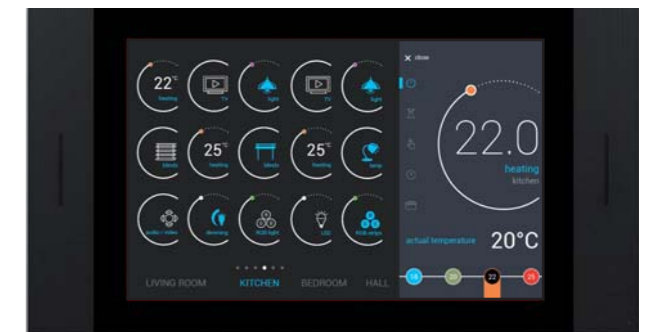 close
22°C
heating
TV
light
TV
light
blinds
25°C
heating
blinds
25°C
heating
lamp
audio / video
dimming
RGB light
LED
RGB strips
LIVING ROOM
KITCHEN
BEDROOM
HALL
22.0
heating
kitchen
actual temperature 20°C
18 20 22 25